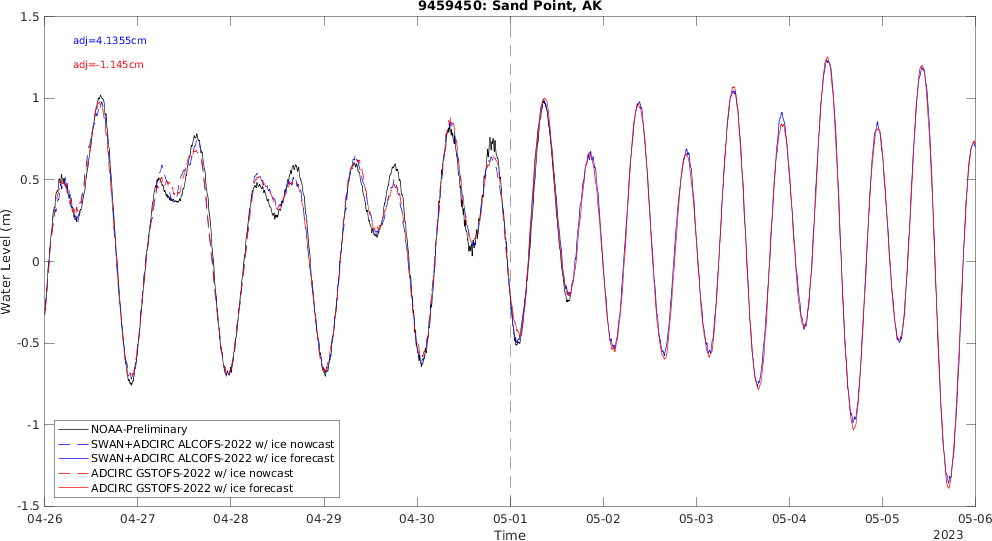 9459450: Sand Point, AK
adj=4.1355cm
adj=-1.145cm
1.5
1
0.5
0
-0.5
-1
-1.5
Water Level (m)
NOAA-Preliminary
SWAN+ADCIRC ALCOFS-2022 w/ ice nowcast
SWAN+ADCIRC ALCOFS-2022 w/ ice forecast
ADCIRC GSTOFS-2022 w/ ice nowcast
ADCIRC GSTOFS-2022 w/ ice forecast
04-26 04-27 04-28 04-29 04-30 05-01 05-02 05-03 05-04 05-05 05-06
Time
2023